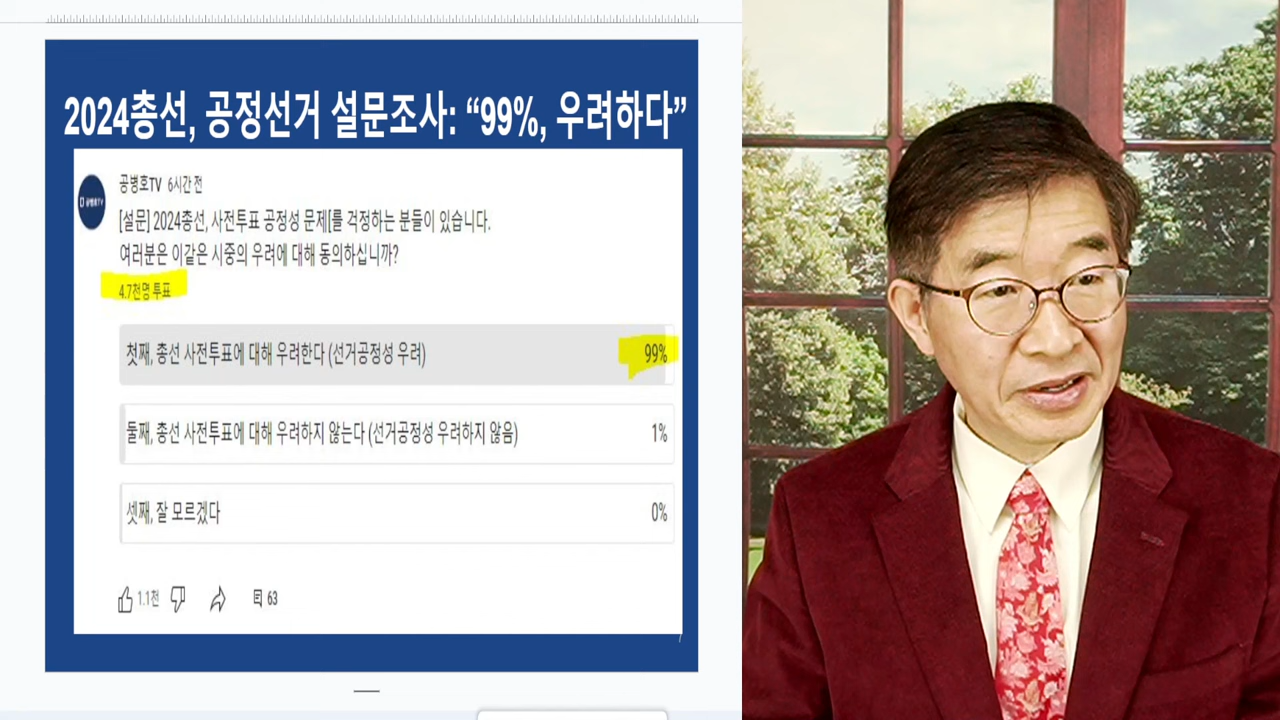 2024총선, 공정선거 설문조사: “99%, 우려하다”
공병호TV
공병호TV 6시간 전
[설문] 2024총선, 사전투표 공정성 문제[를 걱정하는 분들이 있습니다.
여러분은 이같은 시중의 우려에 대해 동의하십니까?
4.7천명 투표
첫째, 총선 사전투표에 대해 우려한다 (선거공정성 우려) 99%
둘째, 총선 사전투표에 대해 우려하지 않는다 (선거공정성 우려하지 않음) 1%
셋째, 잘 모르겠다 0%
1.1천 63